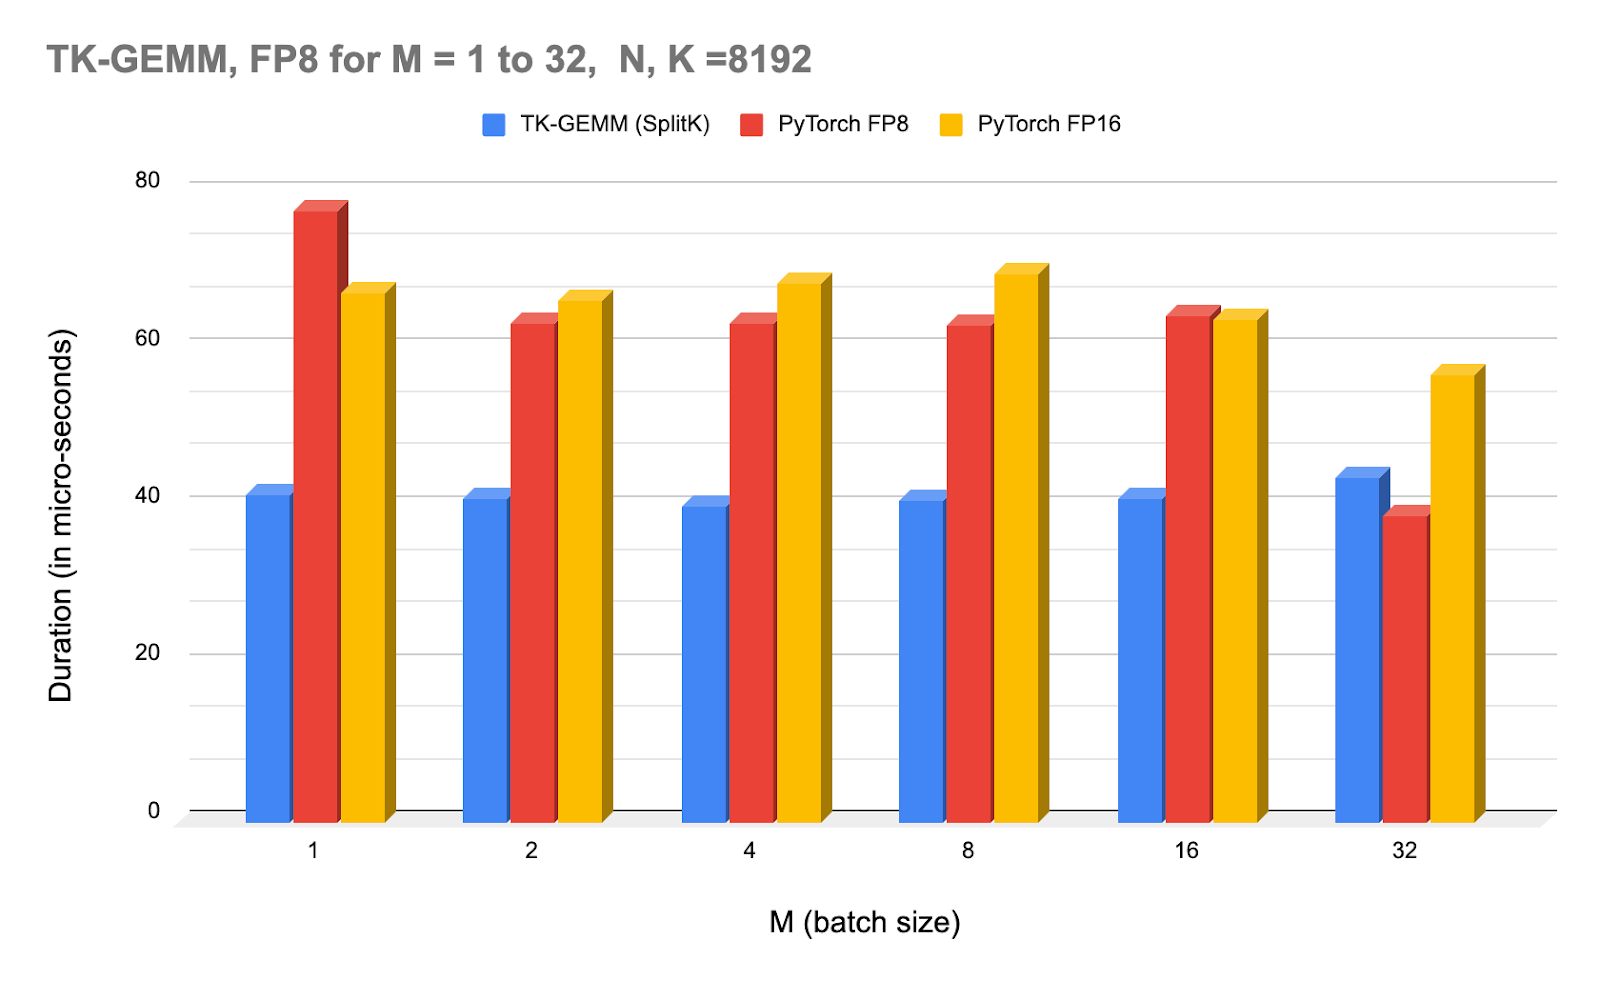 TK-GEMM, FP8 for M = 1 to 32,  N, K =8192
TK-GEMM (SplitK) PyTorch FP8 PyTorch FP16
80
60
40
20
0
Duration (in micro-seconds)
1 2 4 8 16 32
M (batch size)